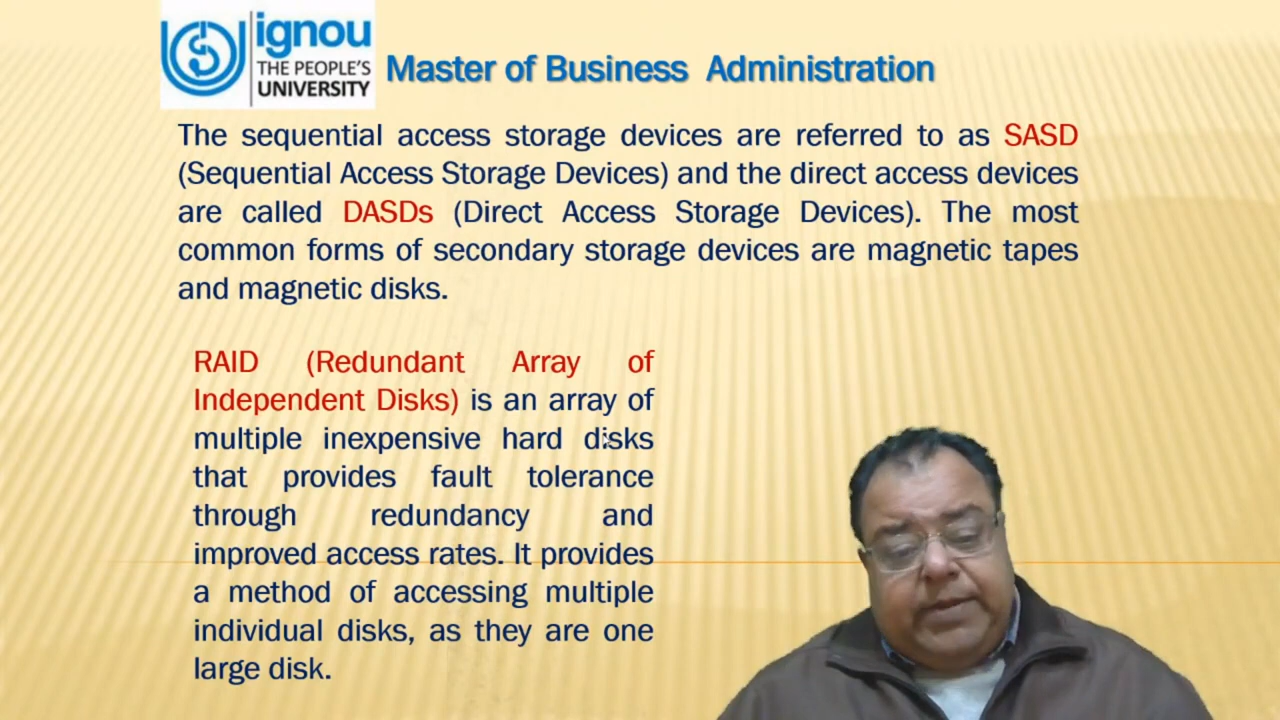 ignou
THE PEOPLE'S
UNIVERSITY
Master of Business Administration
The sequential access storage devices are referred to as SASD
(Sequential Access Storage Devices) and the direct access devices
are called DASDs (Direct Access Storage Devices). The most
common forms of secondary storage devices are magnetic tapes
and magnetic disks.
RAID (Redundant Array of
Independent Disks) is an array of
multiple inexpensive hard disks
that provides fault tolerance
through redundancy and
improved access rates. It provides
a method of accessing multiple
individual disks, as they are one
large disk.